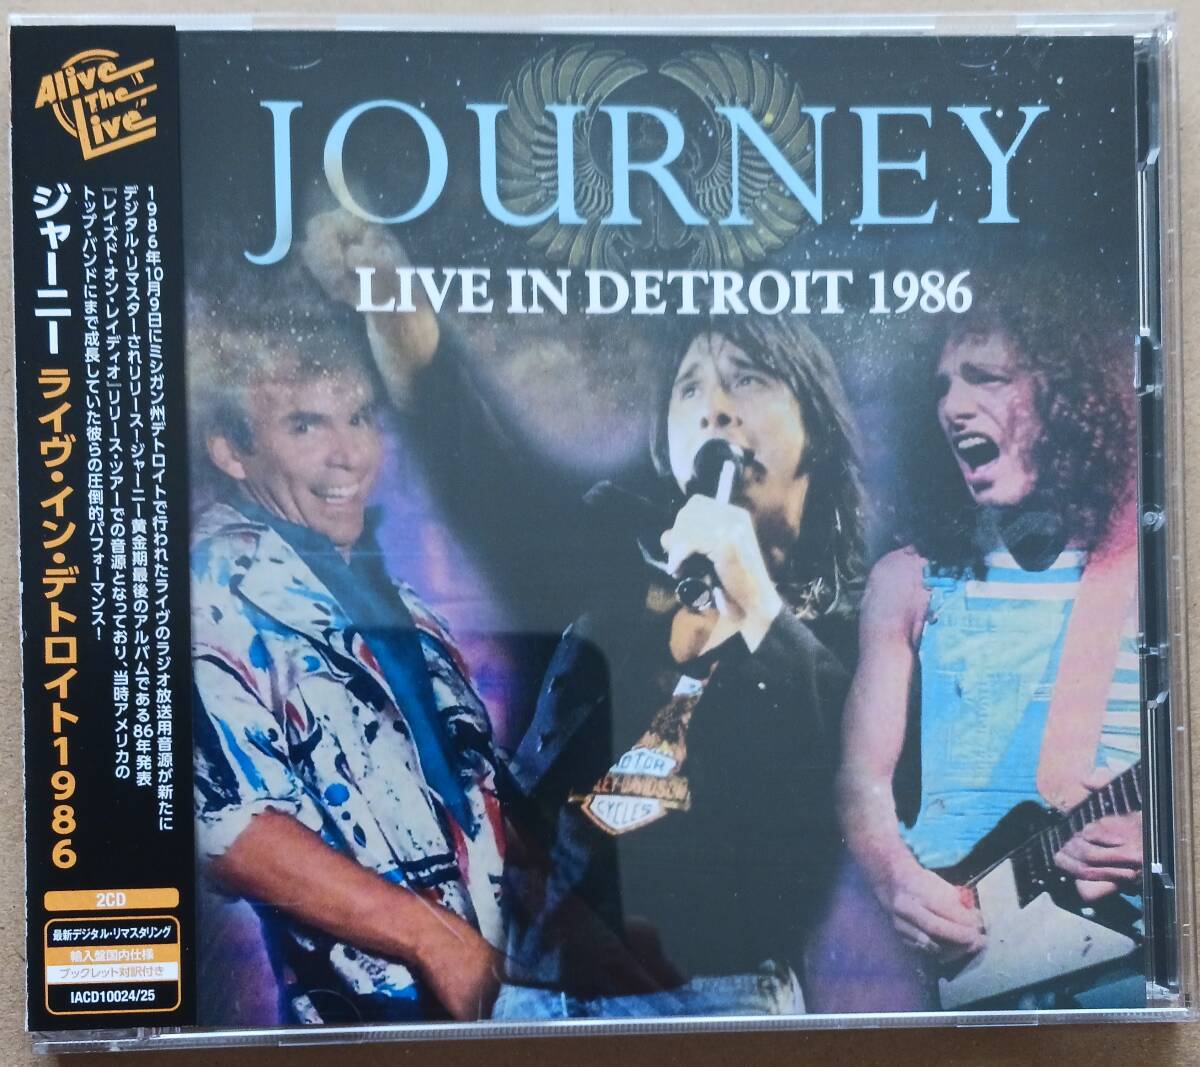 Alive
The
Live
ジャーニー ライヴ・イン・デトロイト1986
1986年10月9日にミシガン州デトロイトで行われたライヴのラジオ放送用音源が新たに
デジタル・リマスターされリリース!ジャーニー黄金期最後のアルバムである86年発表
「レイズド・オン・レイディオ」リリース・ツアーでの音源となっており、当時アメリカの
トップ・バンドにまで成長していた彼らの圧倒的パフォーマンス!
2CD
最新デジタル・リマスタリング
輸入盤国内仕様
ブックレット対訳付き
IACD10024/25
JOURNEY
LIVE IN DETROIT 1986
MOTOR
HARLEY-DAVIDSON
CYCLES